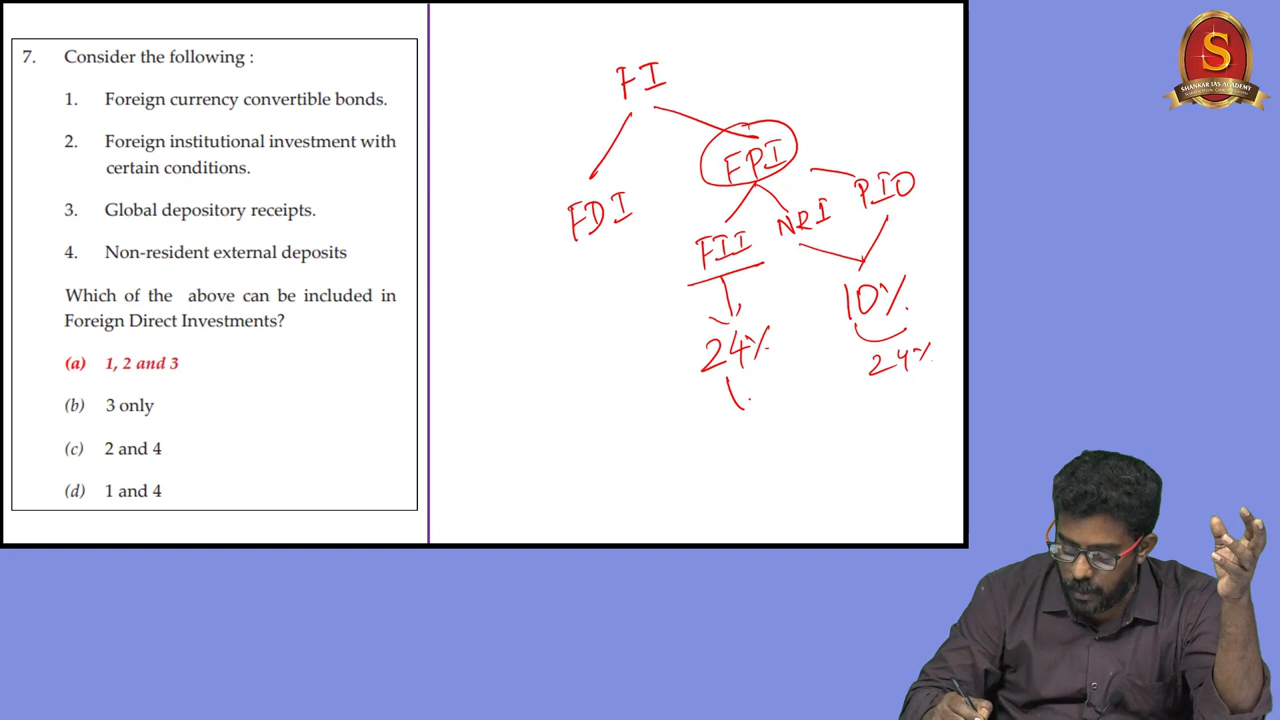 7. Consider the following :
1. Foreign currency convertible bonds.
2. Foreign institutional investment with
certain conditions.
3. Global depository receipts.
4. Non-resident external deposits
Which of the above can be included in
Foreign Direct Investments?
(a) 1, 2 and 3
(b) 3 only
(c) 2 and 4
(d) 1 and 4
FI
FDI
FPI
FII
NRI
PIO
24%
10%
24%
S
SHANKAR IAS ACADEMY